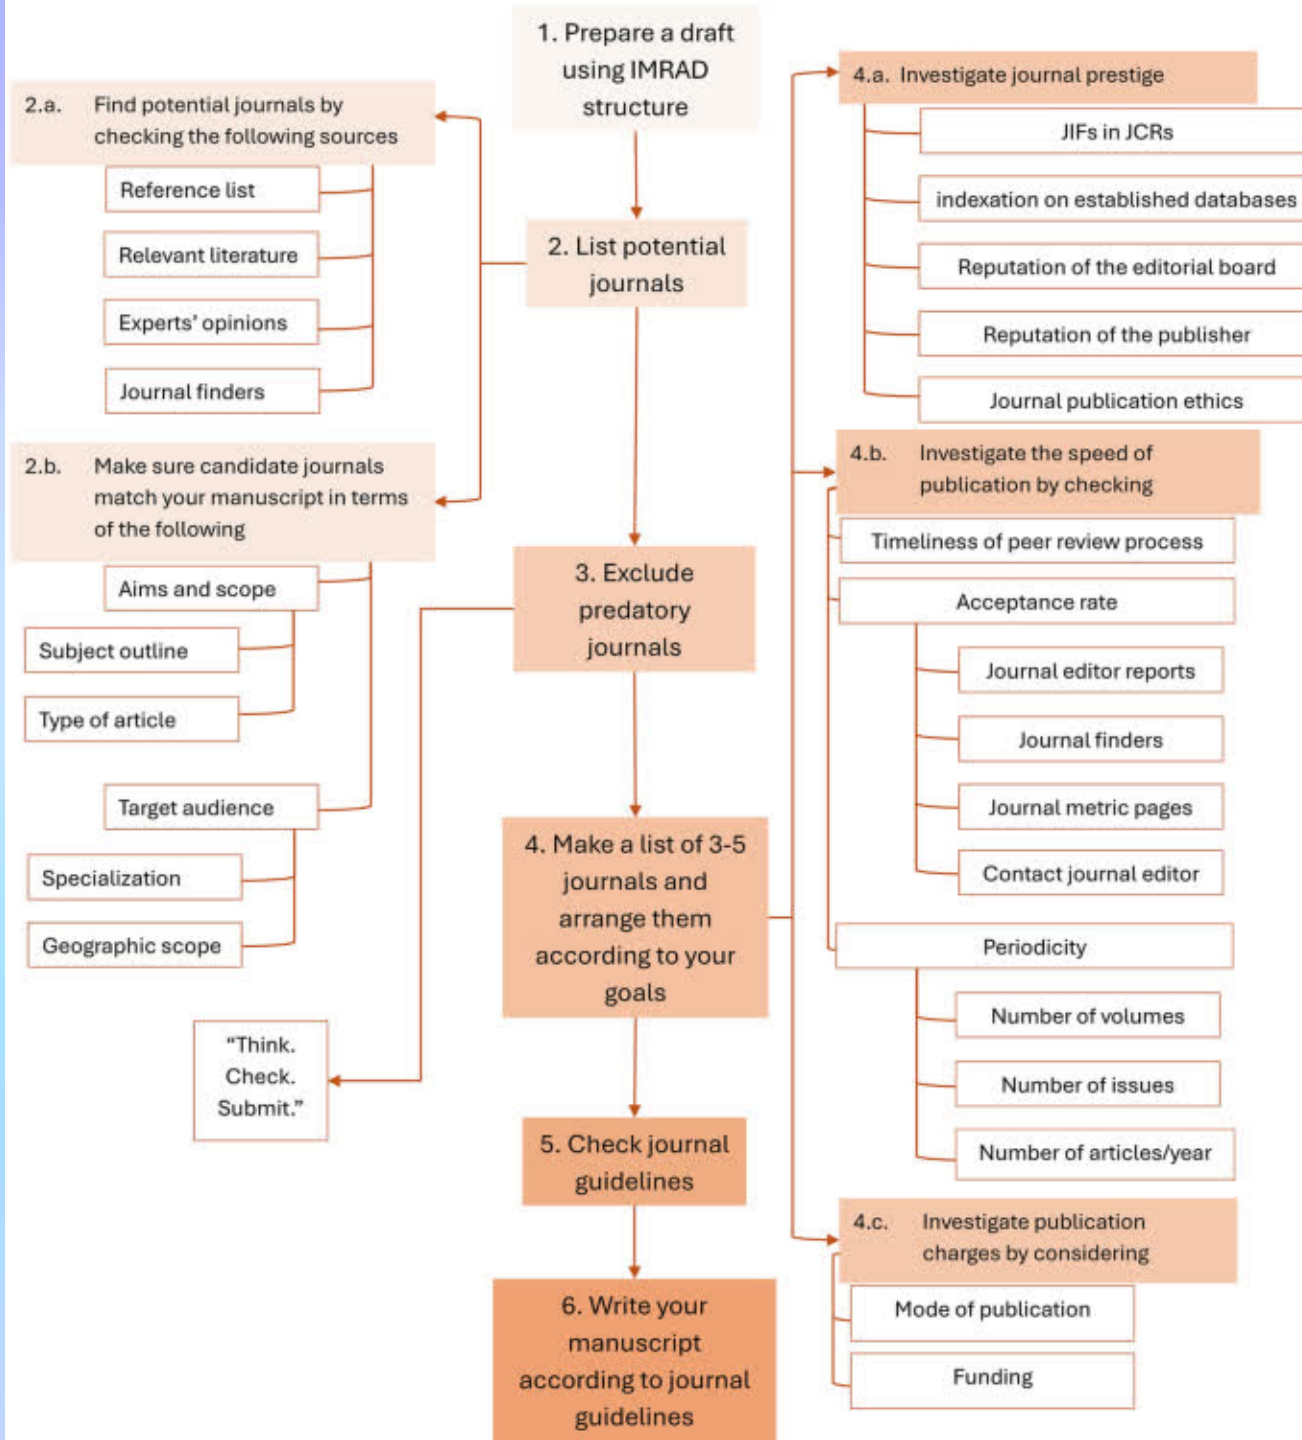 1. Prepare a draft
using IMRAD
structure
2.a. Find potential journals by
checking the following sources
Reference list
Relevant literature
Experts’ opinions
Journal finders
2. List potential
journals
2.b. Make sure candidate journals
match your manuscript in terms
of the following
Aims and scope
Subject outline
Type of article
Target audience
Specialization
Geographic scope
3. Exclude
predatory
journals
“Think.
Check.
Submit.”
4. Make a list of 3-5
journals and
arrange them
according to your
goals
4.a. Investigate journal prestige
JIFs in JCRs
indexation on established databases
Reputation of the editorial board
Reputation of the publisher
Journal publication ethics
4.b. Investigate the speed of
publication by checking
Timeliness of peer review process
Acceptance rate
Journal editor reports
Journal finders
Journal metric pages
Contact journal editor
Periodicity
Number of volumes
Number of issues
Number of articles/year
4.c. Investigate publication
charges by considering
Mode of publication
Funding
5. Check journal
guidelines
6. Write your
manuscript
according to journal
guidelines